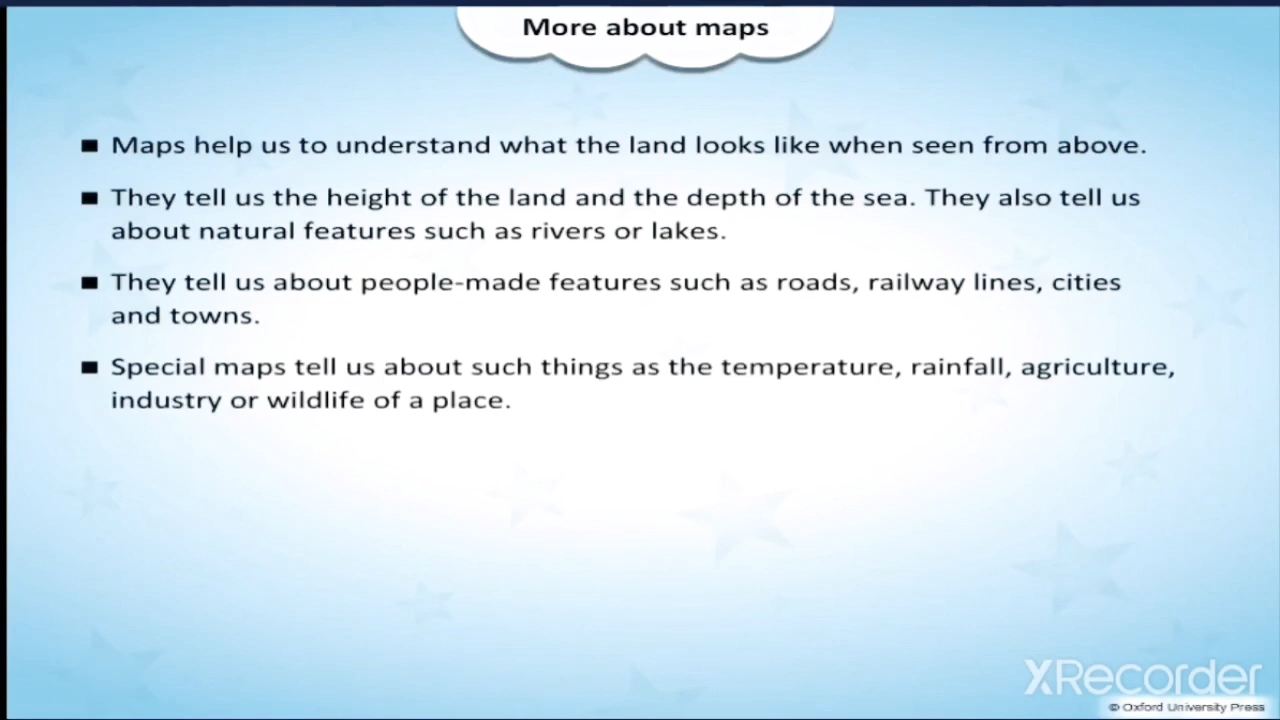 More about maps
■ Maps help us to understand what the land looks like when seen from above.
■ They tell us the height of the land and the depth of the sea. They also tell us
about natural features such as rivers or lakes.
■ They tell us about people-made features such as roads, railway lines, cities
and towns.
■ Special maps tell us about such things as the temperature, rainfall, agriculture,
industry or wildlife of a place.
XRecorder
© Oxford University Press